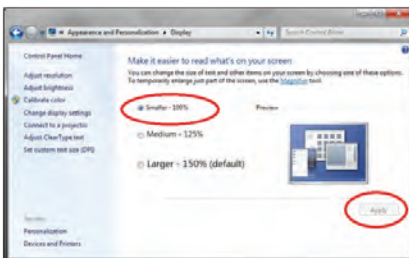 Appearance and Personalization ▸ Display
Search Control Panel
Control Panel Home
Adjust resolution
Adjust brightness
Calibrate color
Change display settings
Connect to a projector
Adjust ClearType text
Set custom text size (DPI)
See also
Personalization
Devices and Printers
Make it easier to read what's on your screen
You can change the size of text and other items on your screen by choosing one of these options.
To temporarily enlarge just part of the screen, use the Magnifier tool.
Smaller - 100%
Preview
Medium - 125%
Larger - 150% (default)
Apply